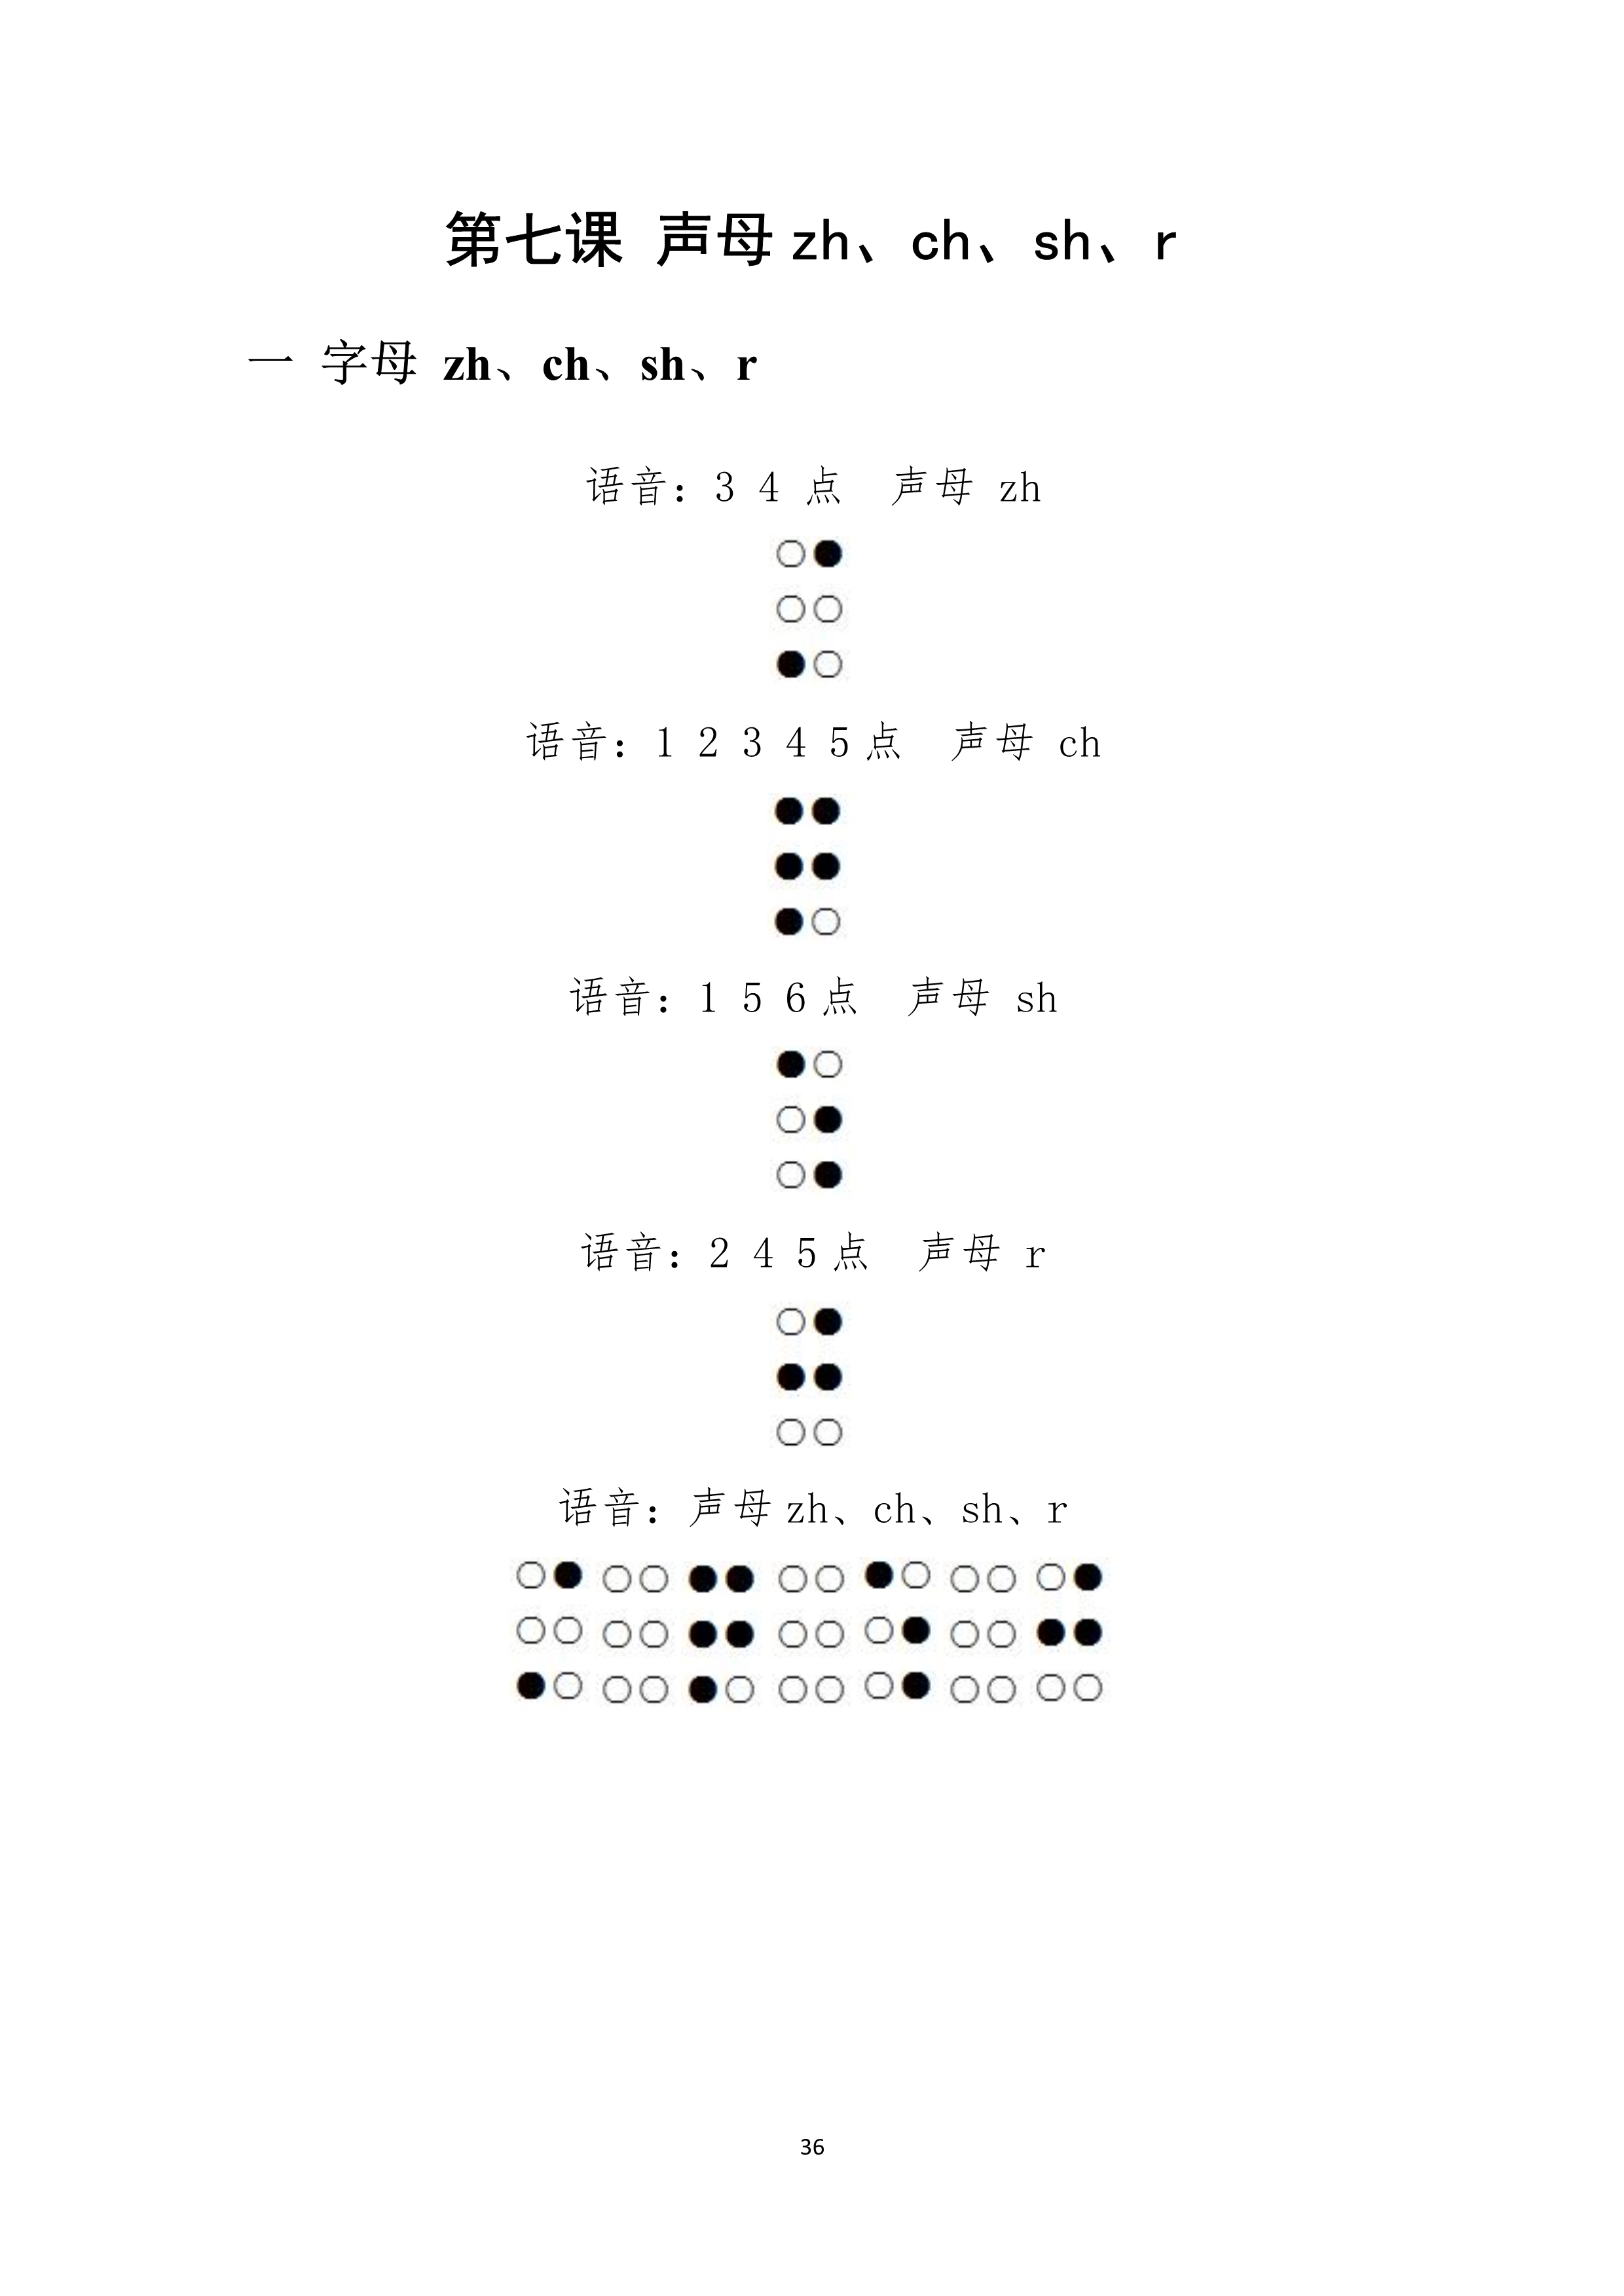 第七课 声母 zh、ch、sh、r
一 字母 zh、ch、sh、r
语音：3 4 点 声母 zh
语音：1 2 3 4 5 点 声母 ch
语音：1 5 6 点 声母 sh
语音：2 4 5 点 声母 r
语音：声母 zh、ch、sh、r
36